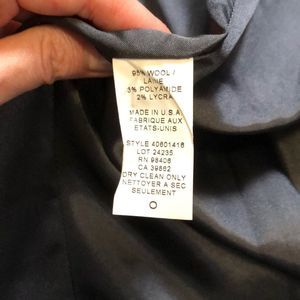 95% WOOL /
LAINE
3% POLYAMIDE
2% LYCRA
MADE IN U.S.A.
FABRIQUE AUX
ETATS-UNIS
STYLE 40601416
LOT 24235
RN 98406
CA 39862
DRY CLEAN ONLY
NETTOYER A SEC
SEULEMENT